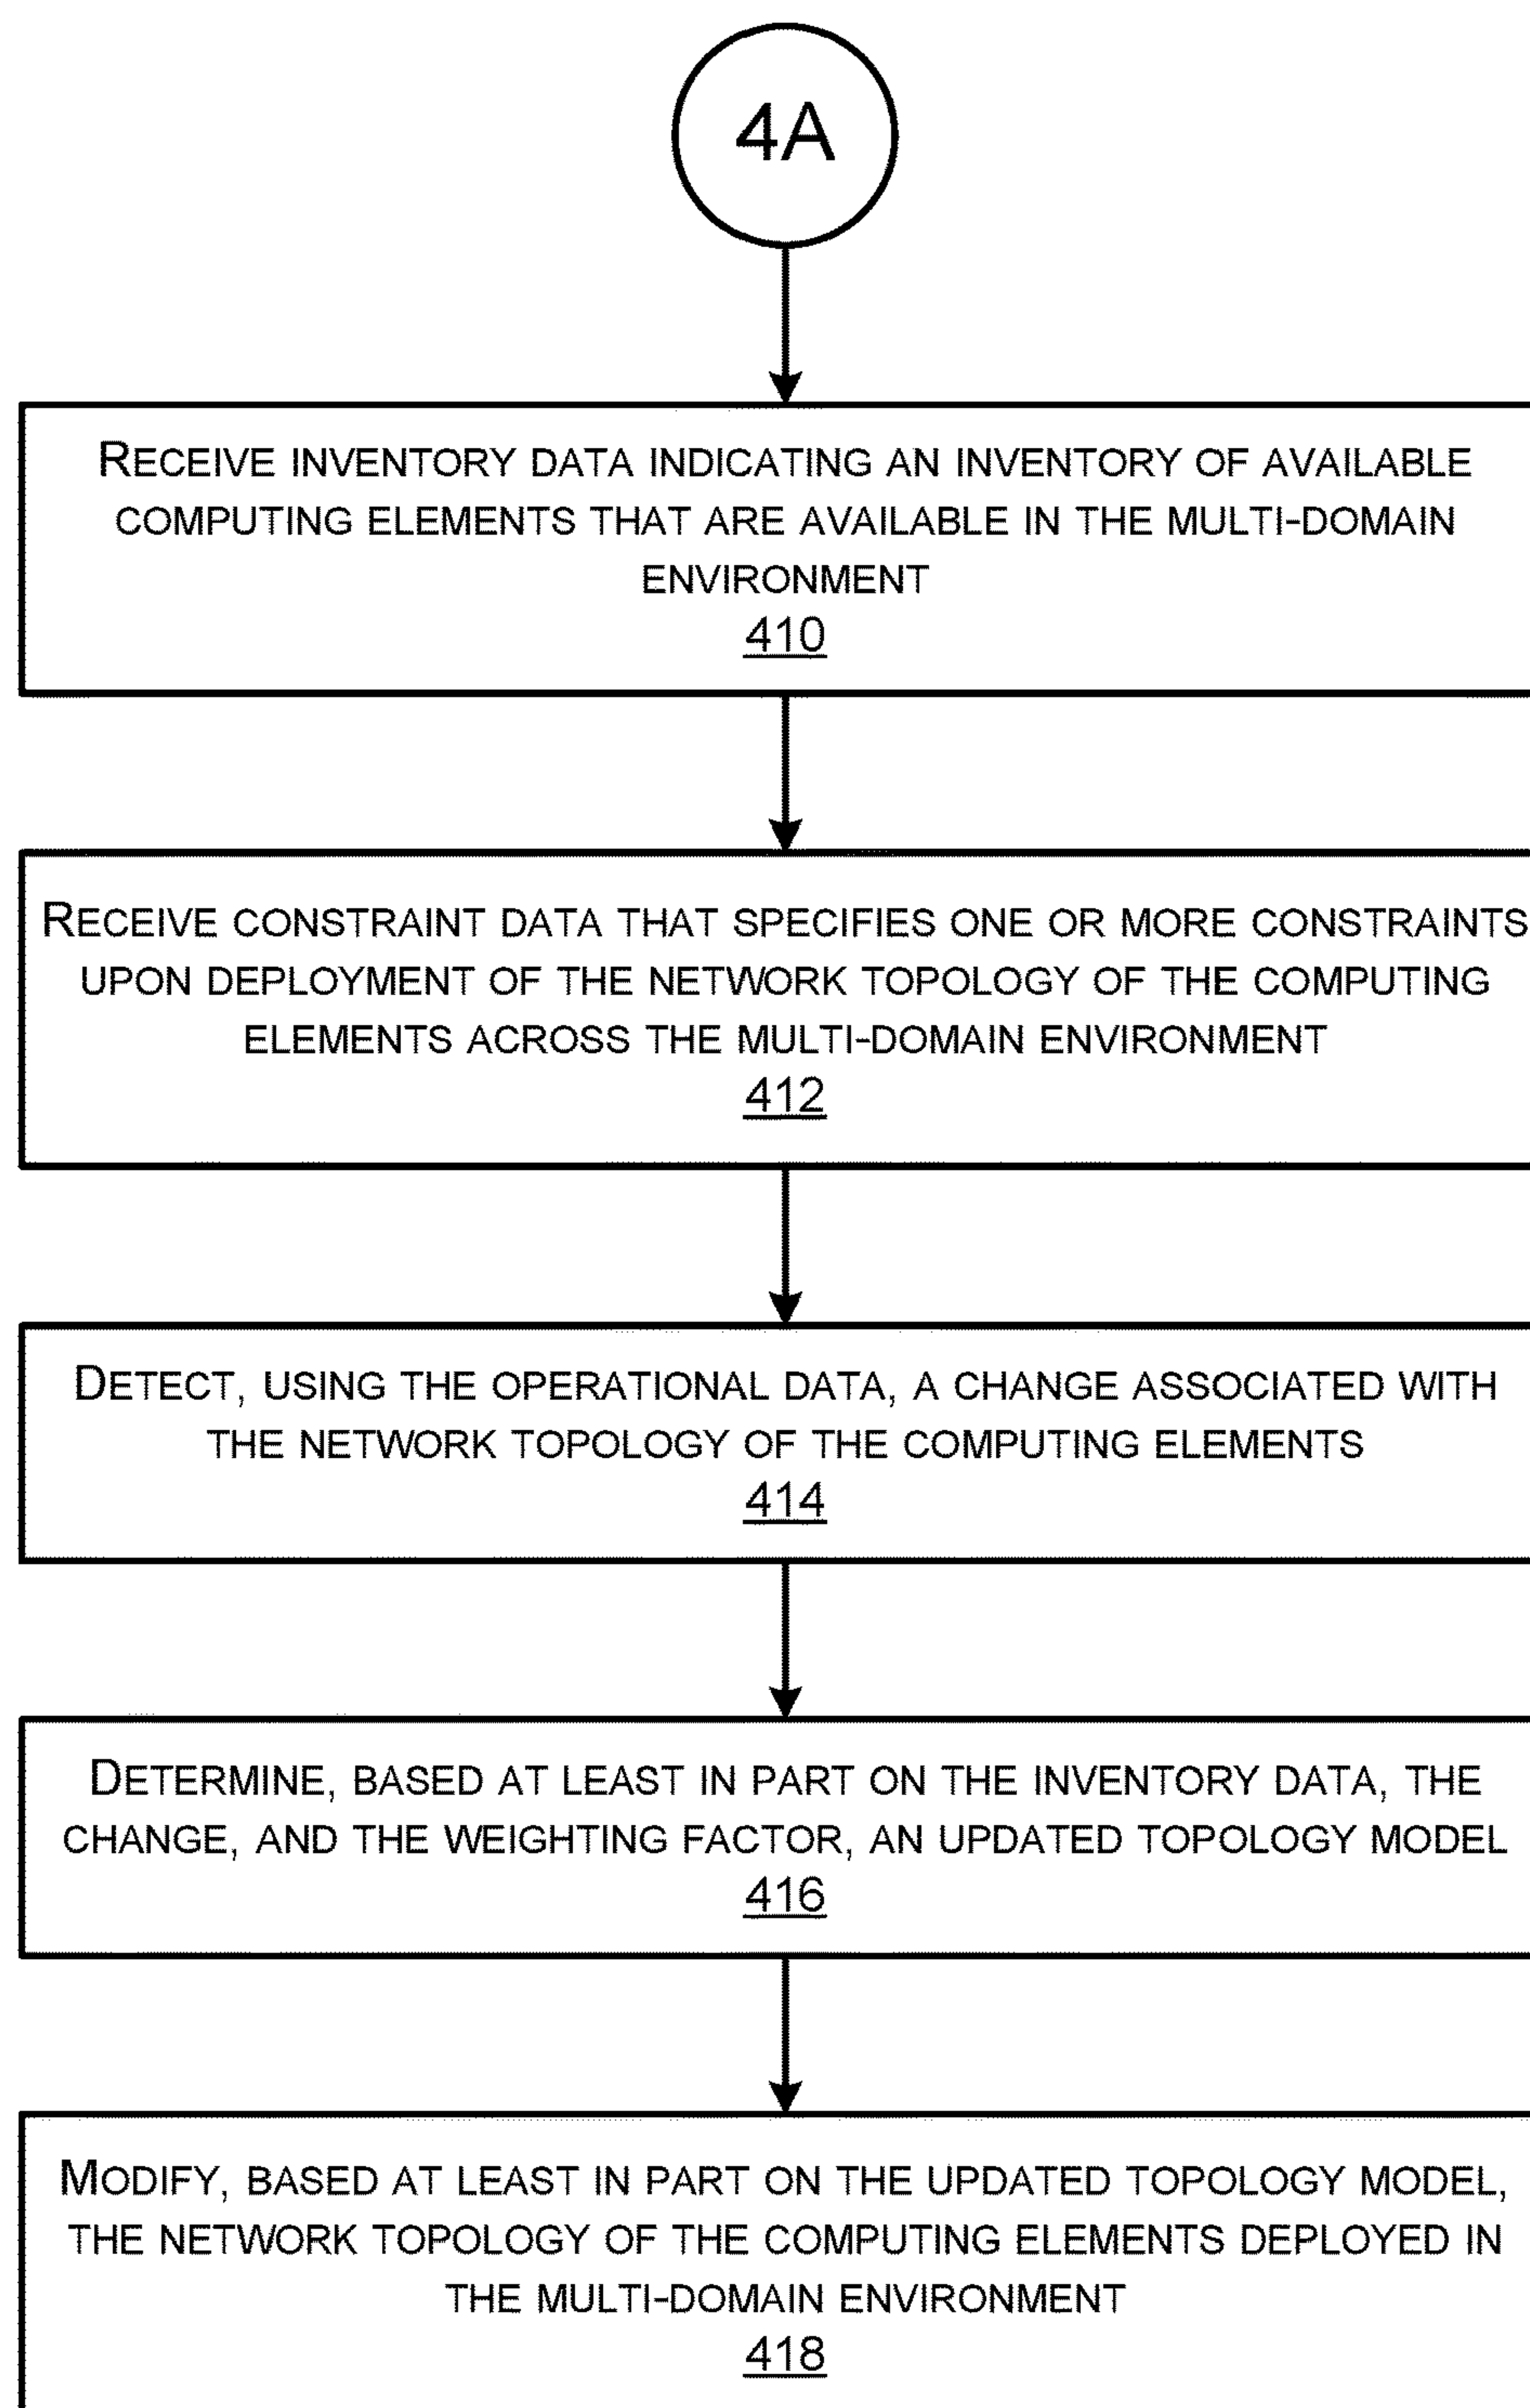 4A
RECEIVE INVENTORY DATA INDICATING AN INVENTORY OF AVAILABLE
COMPUTING ELEMENTS THAT ARE AVAILABLE IN THE MULTI-DOMAIN
ENVIRONMENT
410
RECEIVE CONSTRAINT DATA THAT SPECIFIES ONE OR MORE CONSTRAINTS
UPON DEPLOYMENT OF THE NETWORK TOPOLOGY OF THE COMPUTING
ELEMENTS ACROSS THE MULTI-DOMAIN ENVIRONMENT
412
DETECT, USING THE OPERATIONAL DATA, A CHANGE ASSOCIATED WITH
THE NETWORK TOPOLOGY OF THE COMPUTING ELEMENTS
414
DETERMINE, BASED AT LEAST IN PART ON THE INVENTORY DATA, THE
CHANGE, AND THE WEIGHTING FACTOR, AN UPDATED TOPOLOGY MODEL
416
MODIFY, BASED AT LEAST IN PART ON THE UPDATED TOPOLOGY MODEL,
THE NETWORK TOPOLOGY OF THE COMPUTING ELEMENTS DEPLOYED IN
THE MULTI-DOMAIN ENVIRONMENT
418